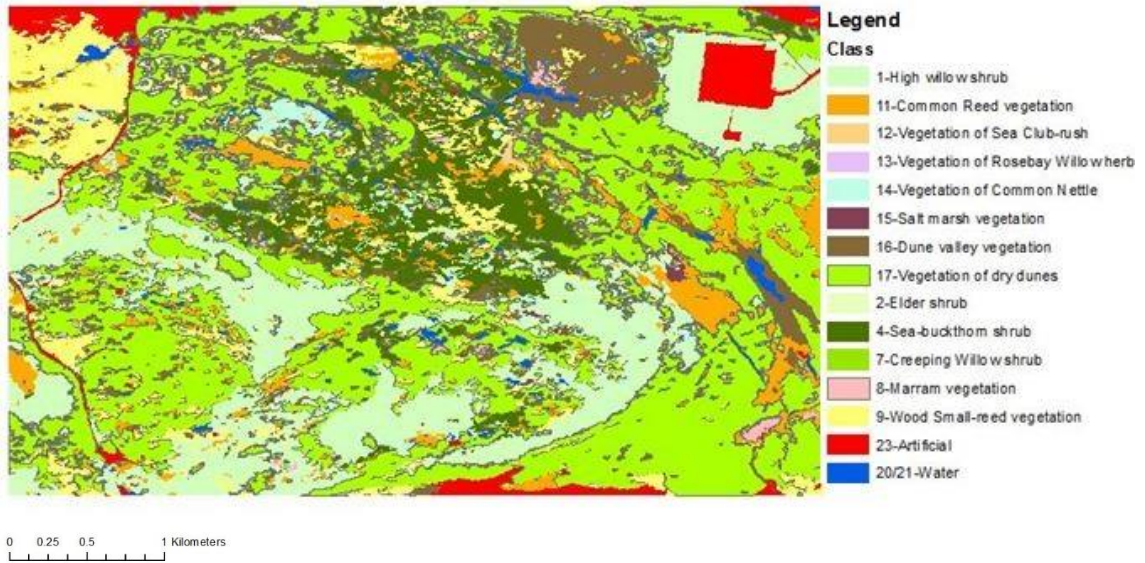 Legend
Class
1-High willow shrub
11-Common Reed vegetation
12-Vegetation of Sea Club-rush
13-Vegetation of Rosebay Willowherb
14-Vegetation of Common Nettle
15-Salt marsh vegetation
16-Dune valley vegetation
17-Vegetation of dry dunes
2-Elder shrub
4-Sea-buckthorn shrub
7-Creeping Willow shrub
8-Marram vegetation
9-Wood Small-reed vegetation
23-Artificial
20/21-Water
0 0.25 0.5 1 Kilometers